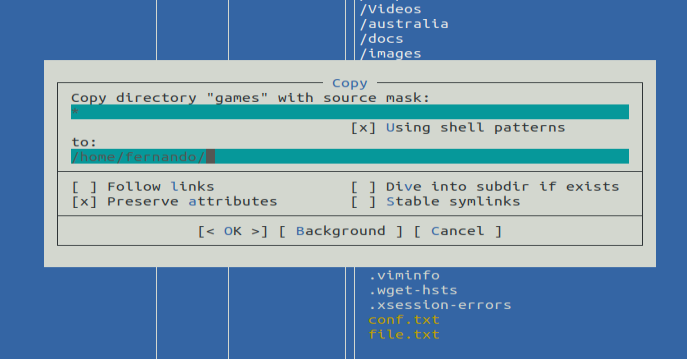 /Videos
/australia
/docs
/images
Copy
Copy directory "games" with source mask:
*
[x] Using shell patterns
to:
/home/fernando/
[ ] Follow links [ ] Dive into subdir if exists
[x] Preserve attributes [ ] Stable symlinks
[< OK >] [ Background ] [ Cancel ]
.viminfo
.wget-hsts
.xsession-errors
conf.txt
file.txt